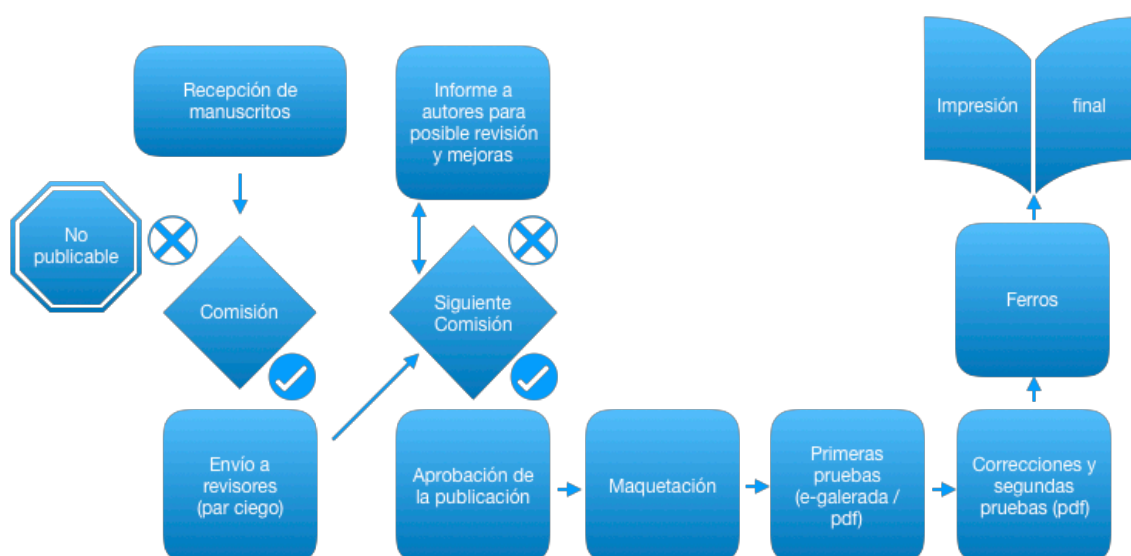 Recepción de
manuscritos
Informe a
autores para
posible revisión
y mejoras
Impresión
final
No
publicable
Comisión
Siguiente
Comisión
Ferros
Envío a
revisores
(par ciego)
Aprobación de
la publicación
Maquetación
Primeras
pruebas
(e-galerada /
pdf)
Correcciones y
segundas
pruebas (pdf)